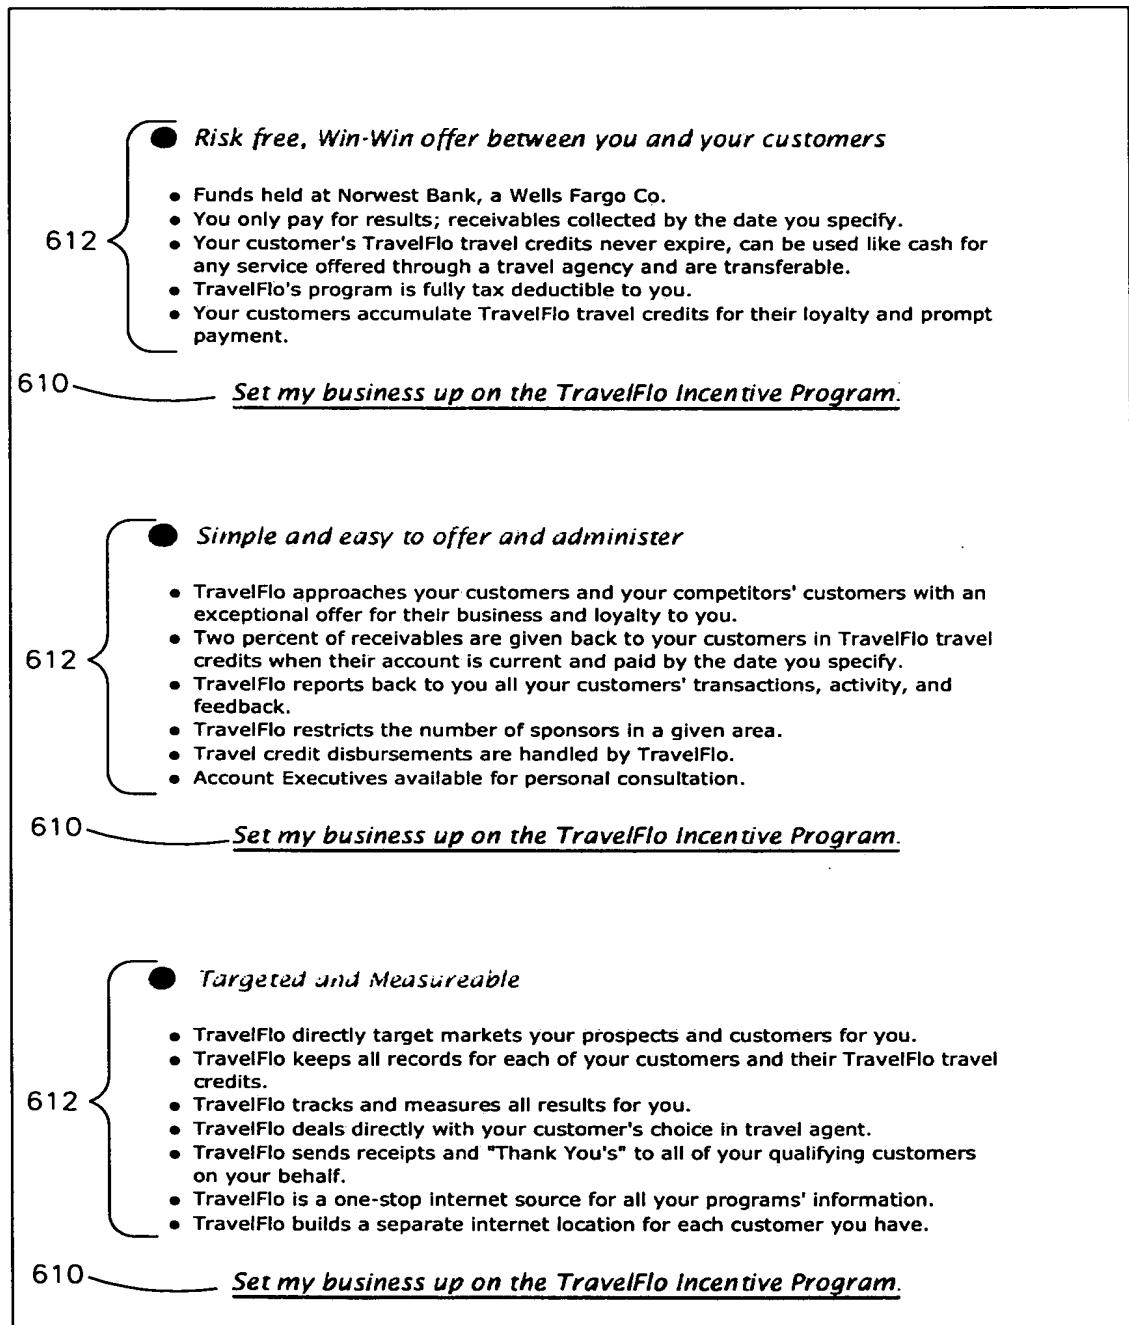 Risk free, Win-Win offer between you and your customers
• Funds held at Norwest Bank, a Wells Fargo Co.
• You only pay for results; receivables collected by the date you specify.
612
• Your customer's TravelFlo travel credits never expire, can be used like cash for
any service offered through a travel agency and are transferable.
• TravelFlo's program is fully tax deductible to you.
• Your customers accumulate TravelFlo travel credits for their loyalty and prompt
payment.
610
Set my business up on the TravelFlo Incentive Program.
Simple and easy to offer and administer
• TravelFlo approaches your customers and your competitors' customers with an
exceptional offer for their business and loyalty to you.
• Two percent of receivables are given back to your customers in TravelFlo travel
612
credits when their account is current and paid by the date you specify.
• TravelFlo reports back to you all your customers' transactions, activity, and
feedback.
• TravelFlo restricts the number of sponsors in a given area.
• Travel credit disbursements are handled by TravelFlo.
• Account Executives available for personal consultation.
610
Set my business up on the TravelFlo Incentive Program.
Targeted and Measureable
• TravelFlo directly target markets your prospects and customers for you.
• TravelFlo keeps all records for each of your customers and their TravelFlo travel
credits.
612
• TravelFlo tracks and measures all results for you.
• TravelFlo deals directly with your customer's choice in travel agent.
• TravelFlo sends receipts and "Thank You's" to all of your qualifying customers
on your behalf.
• TravelFlo is a one-stop internet source for all your programs' information.
• TravelFlo builds a separate internet location for each customer you have.
610
Set my business up on the TravelFlo Incentive Program.